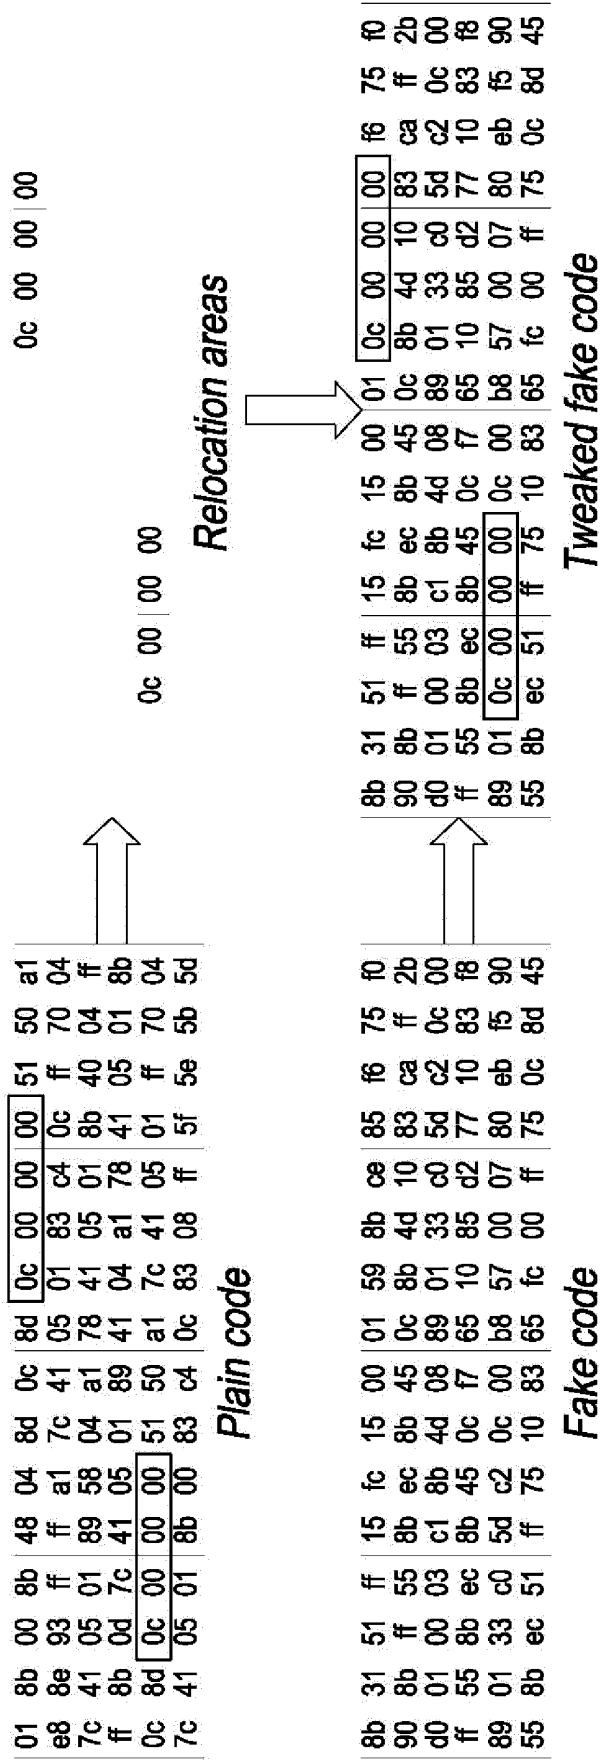 01 8b 00 8b 48 04 8d 0c 8d 0c 00 00 00 51 50 a1
e8 8e 93 ff ff a1 7c 41 05 01 83 c4 0c ff 70 04
7c 41 05 01 89 58 04 a1 78 41 05 01 8b 40 04 ff
ff 8b 0d 7c 41 05 01 89 41 04 a1 78 41 05 01 8b
0c 8d 0c 00 00 00 51 50 a1 7c 41 05 01 ff 70 04
7c 41 05 01 8b 00 83 c4 0c 83 08 ff 5f 5e 5b 5d
Plain code
0c 00 00 00 00
0c 00 00 00
Relocation areas
8b 31 51 ff 15 fc 15 00 01 59 8b ce 85 f6 75 f0
90 8b ff 55 8b ec 8b 45 0c 8b 4d 10 83 ca ff 2b
d0 01 00 03 c1 8b 4d 08 89 01 33 c0 5d c2 0c 00
ff 55 8b ec 8b 45 0c f7 65 10 85 d2 77 10 83 f8
89 01 33 c0 5d c2 0c 00 b8 57 00 07 80 eb f5 90
55 8b ec 51 ff 75 10 83 65 fc 00 ff 75 0c 8d 45
Fake code
8b 31 51 ff 15 fc 15 00 01 0c 00 00 00 f6 75 f0
90 8b ff 55 8b ec 8b 45 0c 8b 4d 10 83 ca ff 2b
d0 01 00 03 c1 8b 4d 08 89 01 33 c0 5d c2 0c 00
ff 55 8b ec 8b 45 0c f7 65 10 85 d2 77 10 83 f8
89 01 0c 00 00 00 0c 00 b8 57 00 07 80 eb f5 90
55 8b ec 51 ff 75 10 83 65 fc 00 ff 75 0c 8d 45
Tweaked fake code